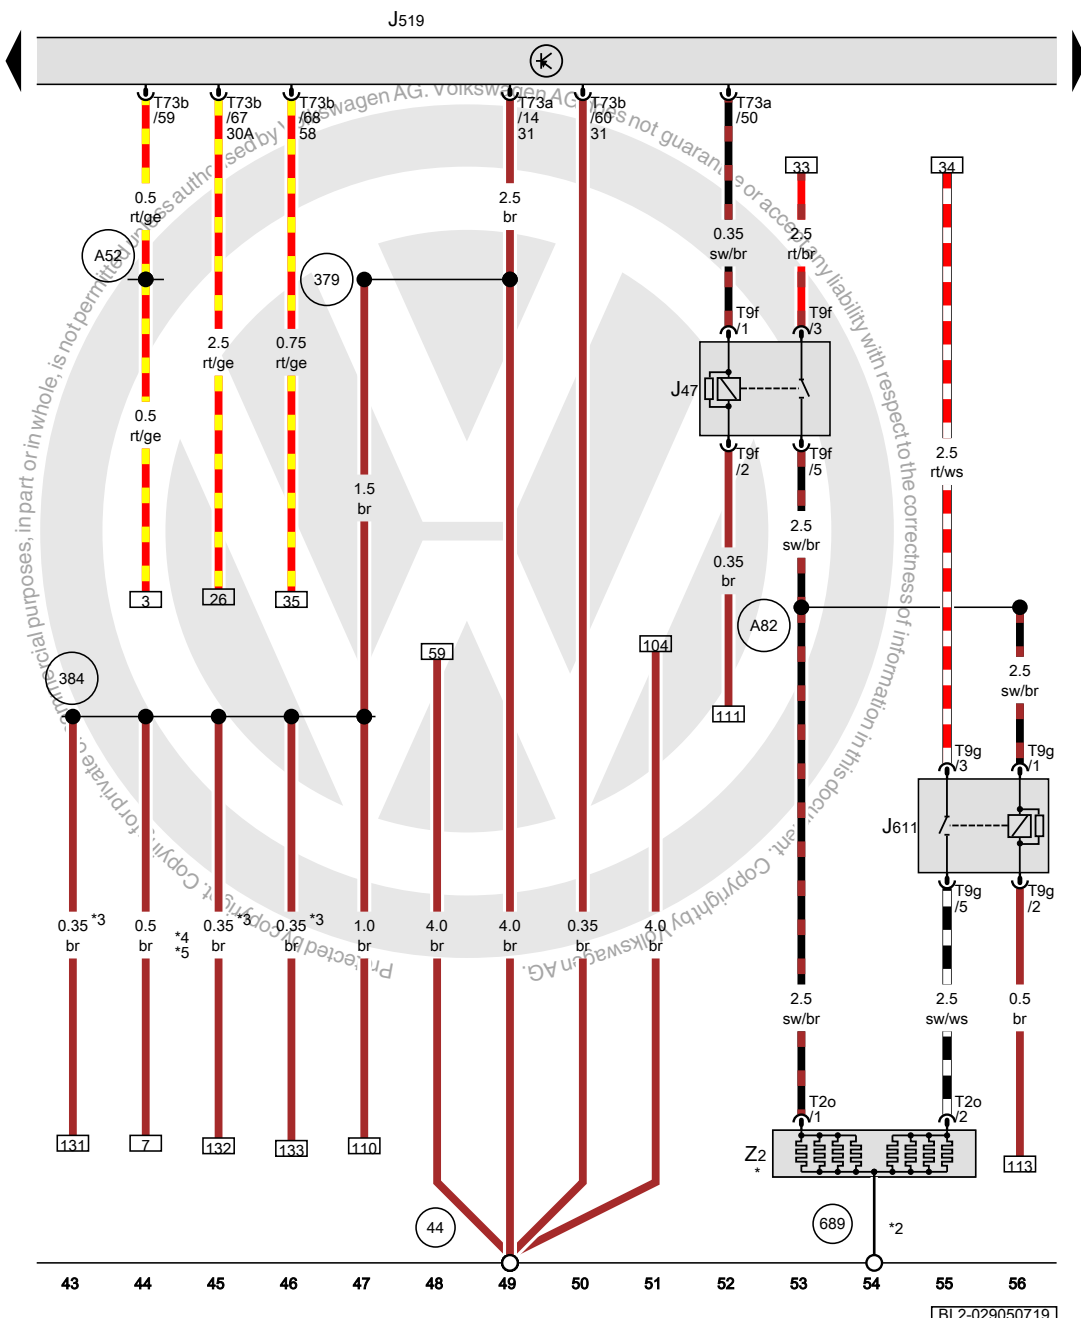 J519
T73b
/59
T73b
/67
30A
T73b
/68
58
T73a
/14
31
T73b
/60
31
T73a
/50
33
34
0.5
rt/ge
2.5
br
0.35
sw/br
2.5
rt/br
A52
379
T9f
/1
T9f
/3
2.5
rt/ge
0.75
rt/ge
J47
0.5
rt/ge
T9f
/2
T9f
/5
2.5
rt/ws
1.5
br
2.5
sw/br
0.35
br
3
26
35
A82
59
104
384
2.5
sw/br
111
T9g
/3
T9g
/1
J611
T9g
/5
T9g
/2
0.35 *3
br
0.5
br
*4
*5
0.35 *3
br
0.35 *3
br
1.0
br
4.0
br
4.0
br
0.35
br
4.0
br
2.5
sw/br
2.5
sw/ws
0.5
br
T2o
/1
T2o
/2
131
7
132
133
110
Z2
*
113
44
689
*2
43 44 45 46 47 48 49 50 51 52 53 54 55 56
BL2-029050719